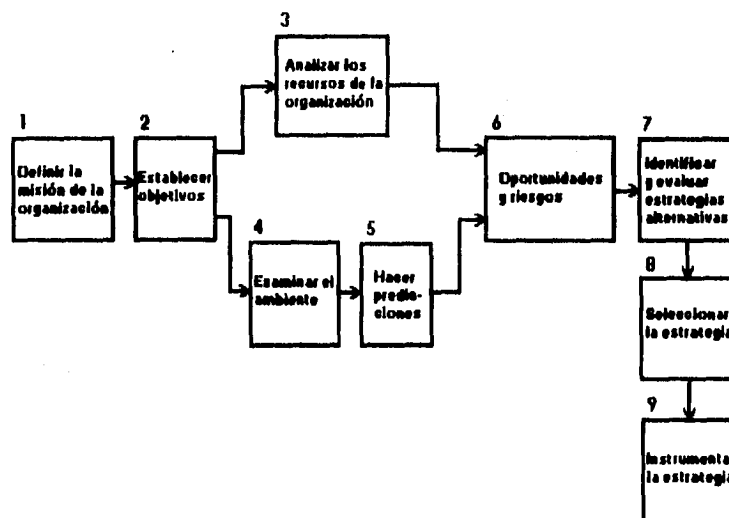 1
Definir la
misión de la
organización
2
Establecer
objetivos
3
Analizar los
recursos de la
organización
4
Examinar el
ambiente
5
Hacer
predic-
ciones
6
Oportunidades
y riesgos
7
Identificar
y evaluar
estrategias
alternativas
8
Seleccionar
la estrategia
9
Instrumenta
la estrategia